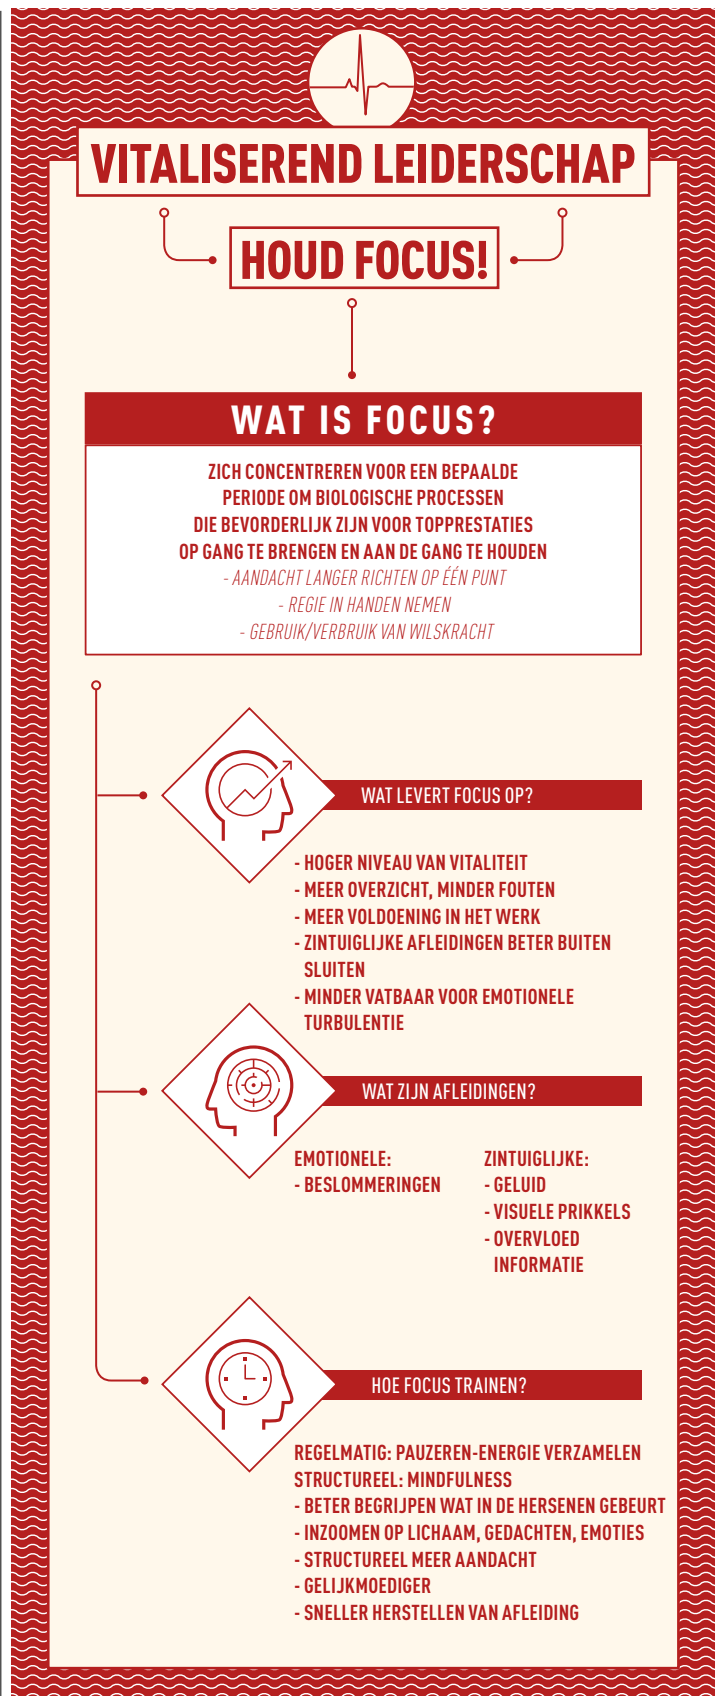 VITALISEREND LEIDERSCHAP
HOUD FOCUS!
WAT IS FOCUS?
ZICH CONCENTREREN VOOR EEN BEPAALDE
PERIODE OM BIOLOGISCHE PROCESSEN
DIE BEVORDERLIJK ZIJN VOOR TOPPRESTATIES
OP GANG TE BRENGEN EN AAN DE GANG TE HOUDEN
- AANDACHT LANGER RICHTEN OP ÉÉN PUNT
- REGIE IN HANDEN NEMEN
- GEBRUIK/VERBRUIK VAN WILSKRACHT
WAT LEVERT FOCUS OP?
- HOGER NIVEAU VAN VITALITEIT
- MEER OVERZICHT, MINDER FOUTEN
- MEER VOLDOENING IN HET WERK
- ZINTUIGLIJKE AFLEIDINGEN BETER BUITEN
SLUITEN
- MINDER VATBAAR VOOR EMOTIONELE
TURBULENTIE
WAT ZIJN AFLEIDINGEN?
EMOTIONELE:
- BESLOMMERINGEN
ZINTUIGLIJKE:
- GELUID
- VISUELE PRIKKELS
- OVERVLOED
INFORMATIE
HOE FOCUS TRAINEN?
REGELMATIG: PAUZEREN-ENERGIE VERZAMELEN
STRUCTUREEL: MINDFULNESS
- BETER BEGRIJPEN WAT IN DE HERSENEN GEBEURT
- INZOOMEN OP LICHAAM, GEDACHTEN, EMOTIES
- STRUCTUREEL MEER AANDACHT
- GELIJKMOEDIGER
- SNELLER HERSTELLEN VAN AFLEIDING